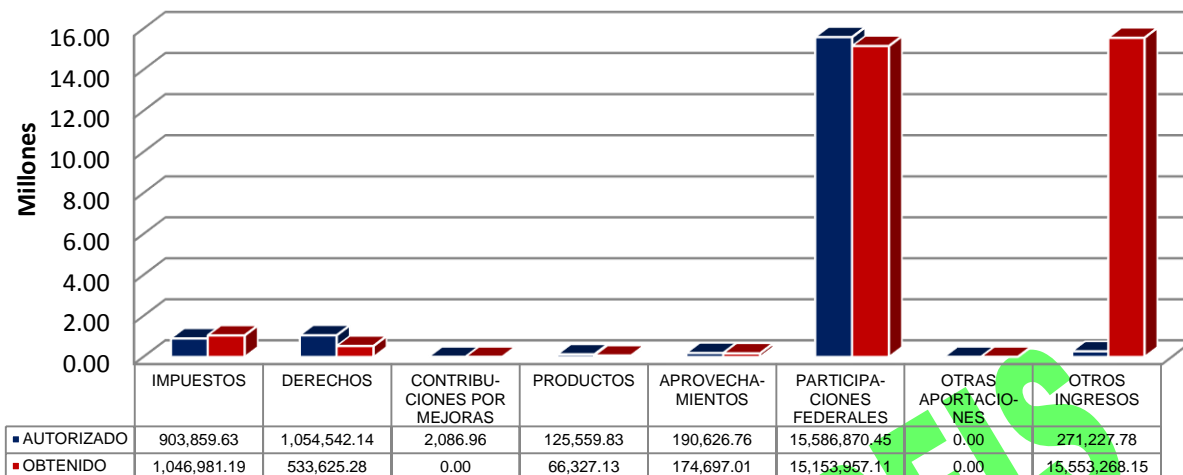 16.00
14.00
12.00
10.00
8.00
6.00
4.00
2.00
0.00
Millones
IMPUESTOS DERECHOS CONTRIBU-CIONES POR MEJORAS PRODUCTOS APROVECHA-MIENTOS PARTICIPA-CIONES FEDERALES OTRAS APORTACIO-NES OTROS INGRESOS
AUTORIZADO 903,859.63 1,054,542.14 2,086.96 125,559.83 190,626.76 15,586,870.45 0.00 271,227.78
OBTENIDO 1,046,981.19 533,625.28 0.00 66,327.13 174,697.01 15,153,957.11 0.00 15,553,268.15